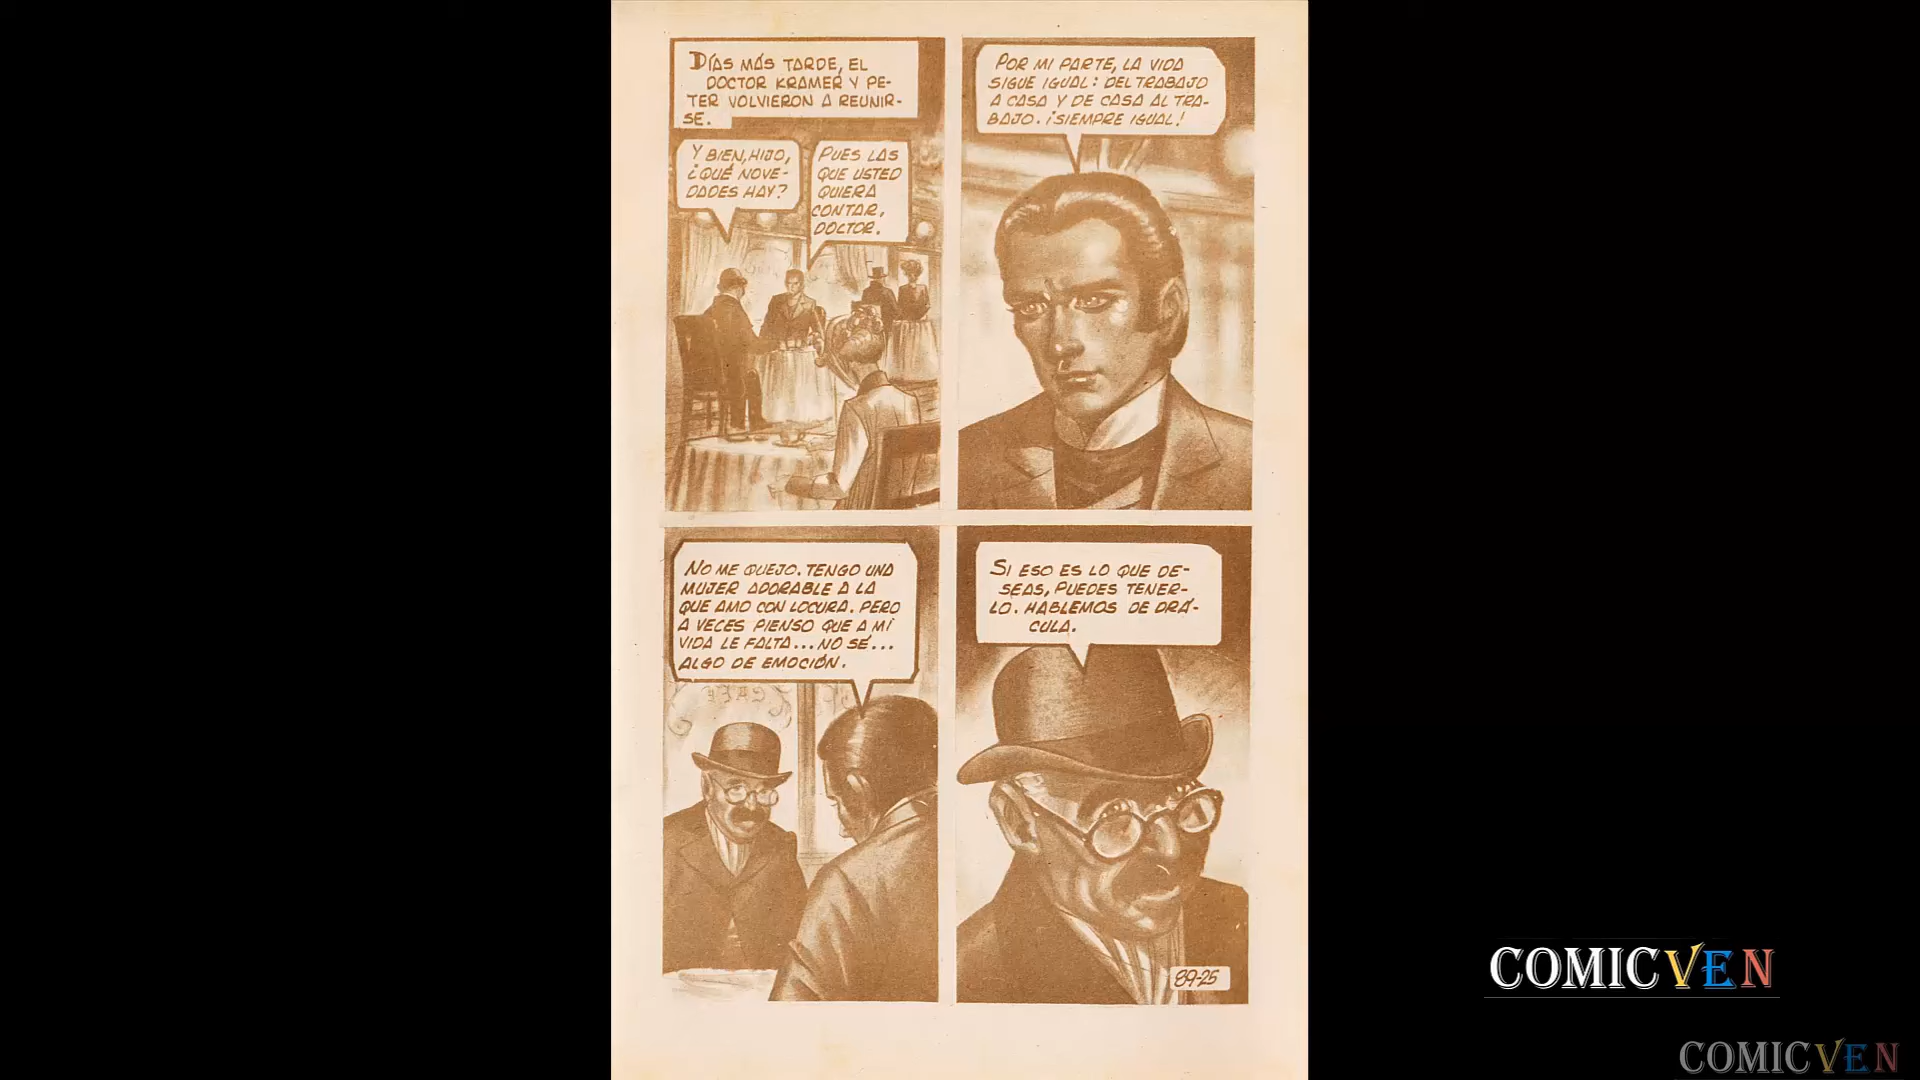 DÍAS MÁS TARDE, EL
DOCTOR KRAMER Y PE-
TER VOLVIERON A REUNIR-
SE.
Y BIEN, HIJO,
¿QUÉ NOVE-
DADES HAY?
PUES LAS
QUE USTED
QUIERA
CONTAR,
DOCTOR.
POR MI PARTE, LA VIDA
SIGUE IGUAL: DEL TRABAJO
A CASA Y DE CASA AL TRA-
BAJO. ¡SIEMPRE IGUAL!
NO ME QUEJO. TENGO UNA
MUJER ADORABLE A LA
QUE AMO CON LOCURA. PERO
A VECES PIENSO QUE A MI
VIDA LE FALTA... NO SÉ...
ALGO DE EMOCIÓN.
SI ESO ES LO QUE DE-
SEAS, PUEDES TENER-
LO. HABLEMOS DE DRÁ-
CULA.
89-25
COMICVEN
COMICVEN